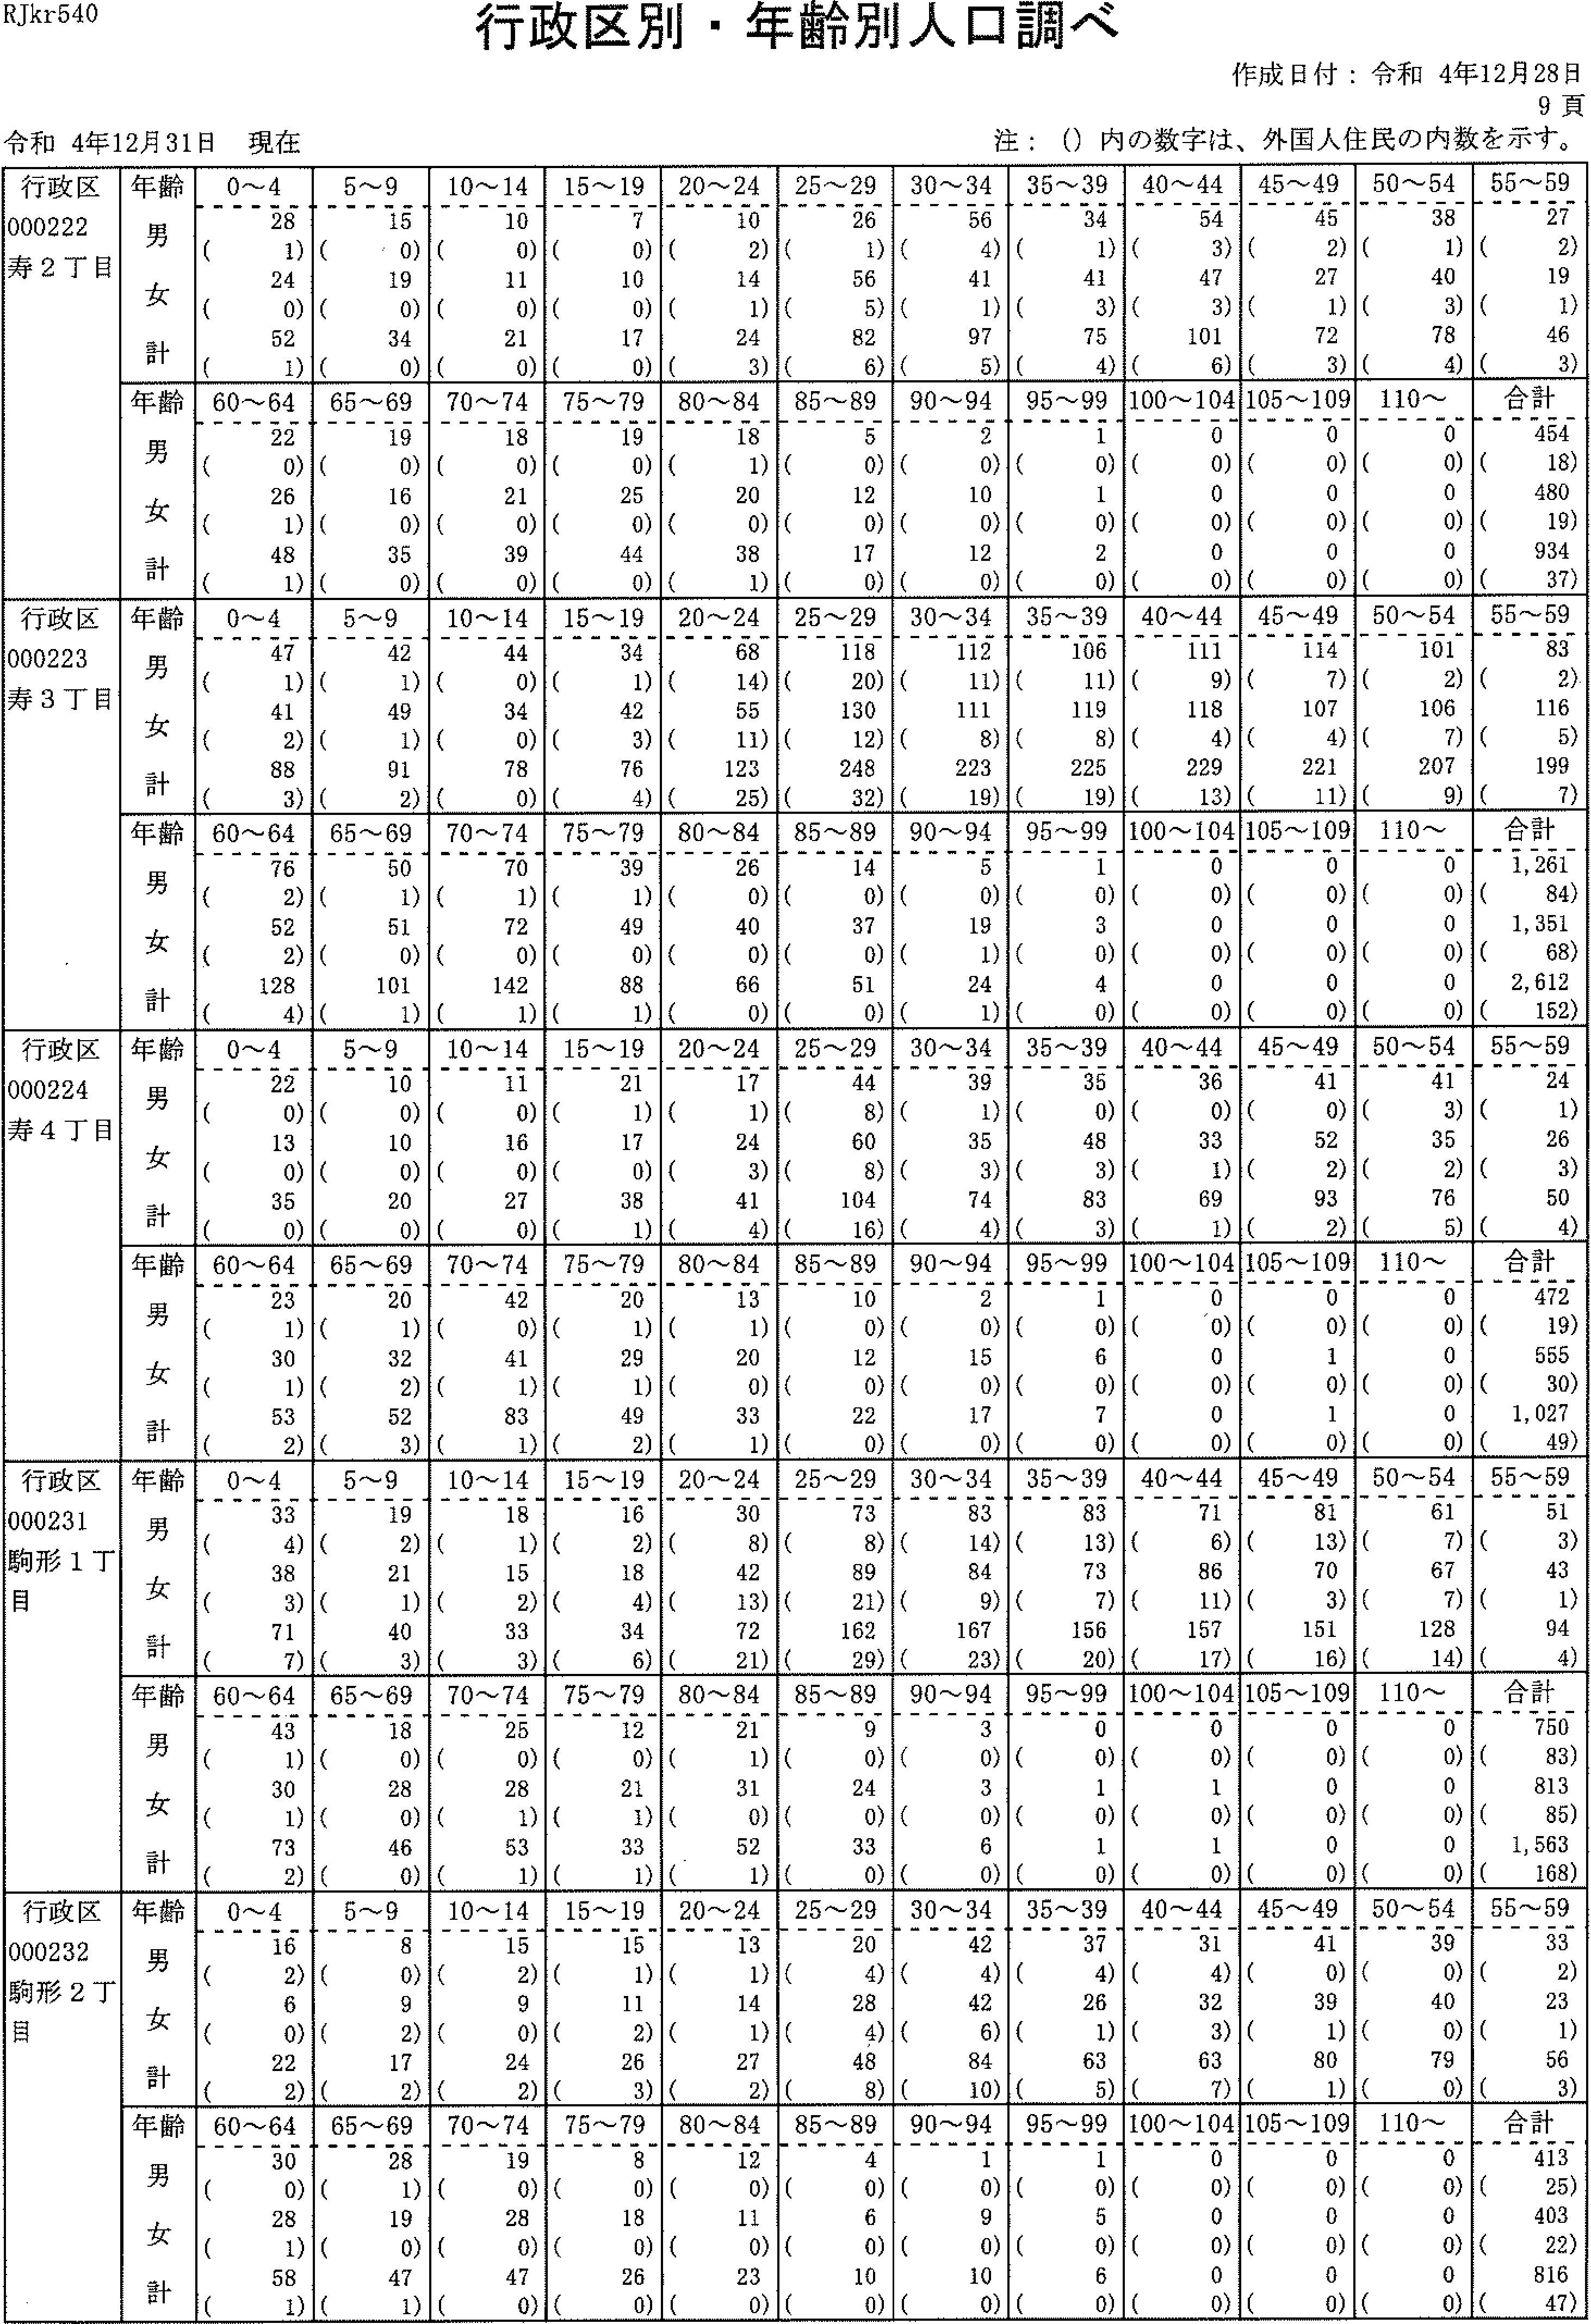 RJkr540
行政区別・年齢別人口調べ
作成日付：令和 4年12月28日
9 頁
令和 4年12月31日 現在 注：（）内の数字は、外国人住民の内数を示す。
行政区 年齢 0～4 5～9 10～14 15～19 20～24 25～29 30～34 35～39 40～44 45～49 50～54 55～59
000222 男 28 15 10 7 10 26 56 34 54 45 38 27
( 1) ( 0) ( 0) ( 0) ( 2) ( 1) ( 4) ( 1) ( 3) ( 2) ( 1) ( 2)
寿２丁目 女 24 19 11 10 14 56 41 41 47 27 40 19
( 0) ( 0) ( 0) ( 0) ( 1) ( 5) ( 1) ( 3) ( 3) ( 1) ( 3) ( 1)
計 52 34 21 17 24 82 97 75 101 72 78 46
( 1) ( 0) ( 0) ( 0) ( 3) ( 6) ( 5) ( 4) ( 6) ( 3) ( 4) ( 3)
年齢 60～64 65～69 70～74 75～79 80～84 85～89 90～94 95～99 100～104 105～109 110～ 合計
男 22 19 18 19 18 5 2 1 0 0 0 454
( 0) ( 0) ( 0) ( 0) ( 1) ( 0) ( 0) ( 0) ( 0) ( 0) ( 0) ( 18)
女 26 16 21 25 20 12 10 1 0 0 0 480
( 1) ( 0) ( 0) ( 0) ( 0) ( 0) ( 0) ( 0) ( 0) ( 0) ( 0) ( 19)
計 48 35 39 44 38 17 12 2 0 0 0 934
( 1) ( 0) ( 0) ( 0) ( 1) ( 0) ( 0) ( 0) ( 0) ( 0) ( 0) ( 37)
行政区 年齢 0～4 5～9 10～14 15～19 20～24 25～29 30～34 35～39 40～44 45～49 50～54 55～59
000223 男 47 42 44 34 68 118 112 106 111 114 101 83
( 1) ( 1) ( 0) ( 1) ( 14) ( 20) ( 11) ( 11) ( 9) ( 7) ( 2) ( 2)
寿３丁目 女 41 49 34 42 55 130 111 119 118 107 106 116
( 2) ( 1) ( 0) ( 3) ( 11) ( 12) ( 8) ( 8) ( 4) ( 4) ( 7) ( 5)
計 88 91 78 76 123 248 223 225 229 221 207 199
( 3) ( 2) ( 0) ( 4) ( 25) ( 32) ( 19) ( 19) ( 13) ( 11) ( 9) ( 7)
年齢 60～64 65～69 70～74 75～79 80～84 85～89 90～94 95～99 100～104 105～109 110～ 合計
男 76 50 70 39 26 14 5 1 0 0 0 1,261
( 2) ( 1) ( 1) ( 1) ( 0) ( 0) ( 0) ( 0) ( 0) ( 0) ( 0) ( 84)
女 52 51 72 49 40 37 19 3 0 0 0 1,351
( 2) ( 0) ( 0) ( 0) ( 0) ( 0) ( 1) ( 0) ( 0) ( 0) ( 0) ( 68)
計 128 101 142 88 66 51 24 4 0 0 0 2,612
( 4) ( 1) ( 1) ( 1) ( 0) ( 0) ( 1) ( 0) ( 0) ( 0) ( 0) ( 152)
行政区 年齢 0～4 5～9 10～14 15～19 20～24 25～29 30～34 35～39 40～44 45～49 50～54 55～59
000224 男 22 10 11 21 17 44 39 35 36 41 41 24
( 0) ( 0) ( 0) ( 1) ( 1) ( 8) ( 1) ( 0) ( 0) ( 0) ( 3) ( 1)
寿４丁目 女 13 10 16 17 24 60 35 48 33 52 35 26
( 0) ( 0) ( 0) ( 0) ( 3) ( 8) ( 3) ( 3) ( 1) ( 2) ( 2) ( 3)
計 35 20 27 38 41 104 74 83 69 93 76 50
( 0) ( 0) ( 0) ( 1) ( 4) ( 16) ( 4) ( 3) ( 1) ( 2) ( 5) ( 4)
年齢 60～64 65～69 70～74 75～79 80～84 85～89 90～94 95～99 100～104 105～109 110～ 合計
男 23 20 42 20 13 10 2 1 0 0 0 472
( 1) ( 1) ( 0) ( 1) ( 1) ( 0) ( 0) ( 0) ( 0) ( 0) ( 0) ( 19)
女 30 32 41 29 20 12 15 6 0 1 0 555
( 1) ( 2) ( 1) ( 1) ( 0) ( 0) ( 0) ( 0) ( 0) ( 0) ( 0) ( 30)
計 53 52 83 49 33 22 17 7 0 1 0 1,027
( 2) ( 3) ( 1) ( 2) ( 1) ( 0) ( 0) ( 0) ( 0) ( 0) ( 0) ( 49)
行政区 年齢 0～4 5～9 10～14 15～19 20～24 25～29 30～34 35～39 40～44 45～49 50～54 55～59
000231 男 33 19 18 16 30 73 83 83 71 81 61 51
( 4) ( 2) ( 1) ( 2) ( 8) ( 8) ( 14) ( 13) ( 6) ( 13) ( 7) ( 3)
駒形１丁 女 38 21 15 18 42 89 84 73 86 70 67 43
目 ( 3) ( 1) ( 2) ( 4) ( 13) ( 21) ( 9) ( 7) ( 11) ( 3) ( 7) ( 1)
計 71 40 33 34 72 162 167 156 157 151 128 94
( 7) ( 3) ( 3) ( 6) ( 21) ( 29) ( 23) ( 20) ( 17) ( 16) ( 14) ( 4)
年齢 60～64 65～69 70～74 75～79 80～84 85～89 90～94 95～99 100～104 105～109 110～ 合計
男 43 18 25 12 21 9 3 0 0 0 0 750
( 1) ( 0) ( 0) ( 0) ( 1) ( 0) ( 0) ( 0) ( 0) ( 0) ( 0) ( 83)
女 30 28 28 21 31 24 3 1 1 0 0 813
( 1) ( 0) ( 1) ( 1) ( 0) ( 0) ( 0) ( 0) ( 0) ( 0) ( 0) ( 85)
計 73 46 53 33 52 33 6 1 1 0 0 1,563
( 2) ( 0) ( 1) ( 1) ( 1) ( 0) ( 0) ( 0) ( 0) ( 0) ( 0) ( 168)
行政区 年齢 0～4 5～9 10～14 15～19 20～24 25～29 30～34 35～39 40～44 45～49 50～54 55～59
000232 男 16 8 15 15 13 20 42 37 31 41 39 33
( 2) ( 0) ( 2) ( 1) ( 1) ( 4) ( 4) ( 4) ( 4) ( 0) ( 0) ( 2)
駒形２丁 女 6 9 9 11 14 28 42 26 32 39 40 23
目 ( 0) ( 2) ( 0) ( 2) ( 1) ( 4) ( 6) ( 1) ( 3) ( 1) ( 0) ( 1)
計 22 17 24 26 27 48 84 63 63 80 79 56
( 2) ( 2) ( 2) ( 3) ( 2) ( 8) ( 10) ( 5) ( 7) ( 1) ( 0) ( 3)
年齢 60～64 65～69 70～74 75～79 80～84 85～89 90～94 95～99 100～104 105～109 110～ 合計
男 30 28 19 8 12 4 1 1 0 0 0 413
( 0) ( 1) ( 0) ( 0) ( 0) ( 0) ( 0) ( 0) ( 0) ( 0) ( 0) ( 25)
女 28 19 28 18 11 6 9 5 0 0 0 403
( 1) ( 0) ( 0) ( 0) ( 0) ( 0) ( 0) ( 0) ( 0) ( 0) ( 0) ( 22)
計 58 47 47 26 23 10 10 6 0 0 0 816
( 1) ( 1) ( 0) ( 0) ( 0) ( 0) ( 0) ( 0) ( 0) ( 0) ( 0) ( 47)